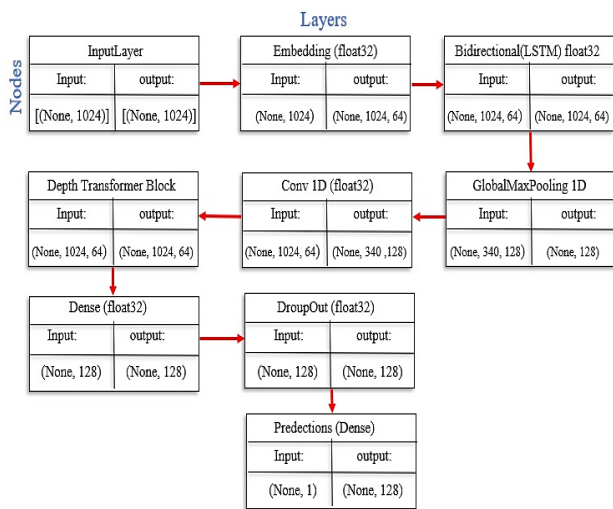 Layers
Nodes
InputLayer
Input: output:
[(None, 1024)] [(None, 1024)]
Embedding (float32)
Input: output:
(None, 1024) (None, 1024, 64)
Bidirectional(LSTM) float32
Input: output:
(None, 1024, 64) (None, 1024, 64)
Depth Transformer Block
Input: output:
(None, 1024, 64) (None, 1024, 64)
Conv 1D (float32)
Input: output:
(None, 1024, 64) (None, 340 ,128)
GlobalMaxPooling 1D
Input: output:
(None, 340, 128) (None, 128)
Dense (float32)
Input: output:
(None, 128) (None, 128)
DroupOut (float32)
Input: output:
(None, 128) (None, 128)
Predections (Dense)
Input: output:
(None, 1) (None, 128)